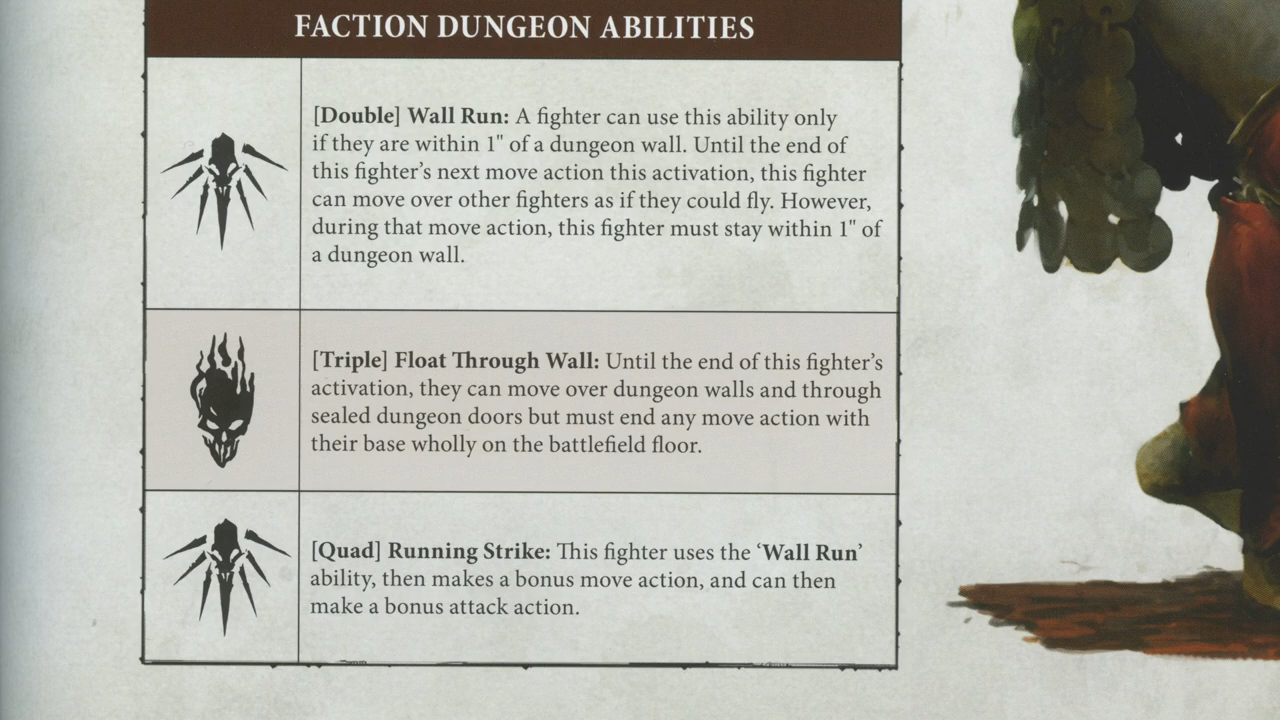 FACTION DUNGEON ABILITIES
[Double] Wall Run: A fighter can use this ability only
if they are within 1" of a dungeon wall. Until the end of
this fighter's next move action this activation, this fighter
can move over other fighters as if they could fly. However,
during that move action, this fighter must stay within 1" of
a dungeon wall.
[Triple] Float Through Wall: Until the end of this fighter's
activation, they can move over dungeon walls and through
sealed dungeon doors but must end any move action with
their base wholly on the battlefield floor.
[Quad] Running Strike: This fighter uses the ‘Wall Run’
ability, then makes a bonus move action, and can then
make a bonus attack action.